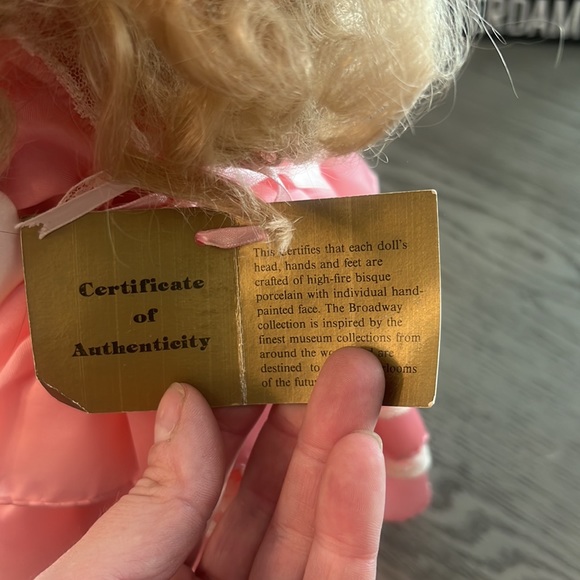 RDAM
Certificate
of
Authenticity
This certifies that each doll's
head, hands and feet are
crafted of high-fire bisque
porcelain with individual hand-
painted face. The Broadway
collection is inspired by the
finest museum collections from
around the are
destined to
of the